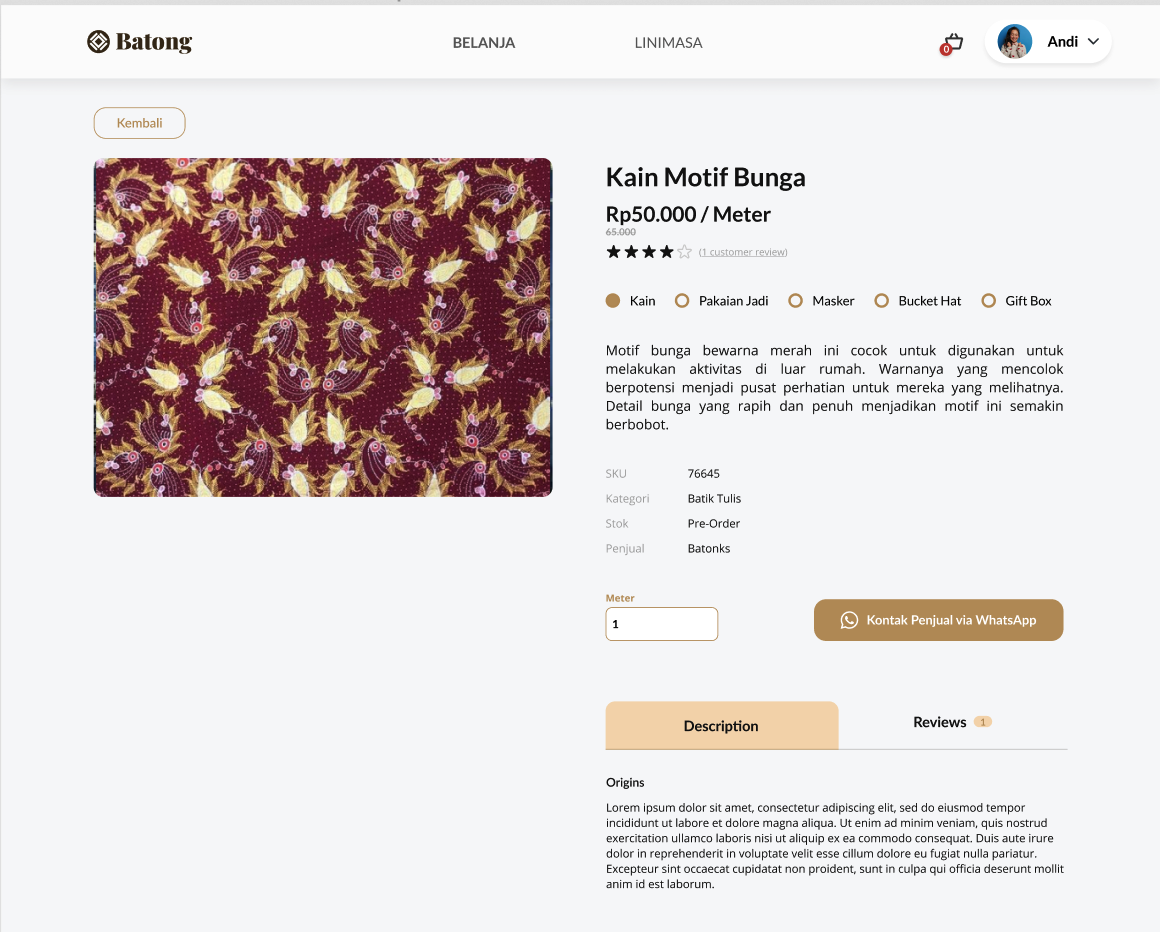 Batong
BELANJA
LINIMASA
0
Andi
Kembali
Kain Motif Bunga
Rp50.000 / Meter
65.000
(1 customer review)
Kain
Pakaian Jadi
Masker
Bucket Hat
Gift Box
Motif bunga bewarna merah ini cocok untuk digunakan untuk
melakukan aktivitas di luar rumah. Warnanya yang mencolok
berpotensi menjadi pusat perhatian untuk mereka yang melihatnya.
Detail bunga yang rapih dan penuh menjadikan motif ini semakin
berbobot.
SKU 76645
Kategori Batik Tulis
Stok Pre-Order
Penjual Batonks
Meter
1
Kontak Penjual via WhatsApp
Description
Reviews 1
Origins
Lorem ipsum dolor sit amet, consectetur adipiscing elit, sed do eiusmod tempor
incididunt ut labore et dolore magna aliqua. Ut enim ad minim veniam, quis nostrud
exercitation ullamco laboris nisi ut aliquip ex ea commodo consequat. Duis aute irure
dolor in reprehenderit in voluptate velit esse cillum dolore eu fugiat nulla pariatur.
Excepteur sint occaecat cupidatat non proident, sunt in culpa qui officia deserunt mollit
anim id est laborum.